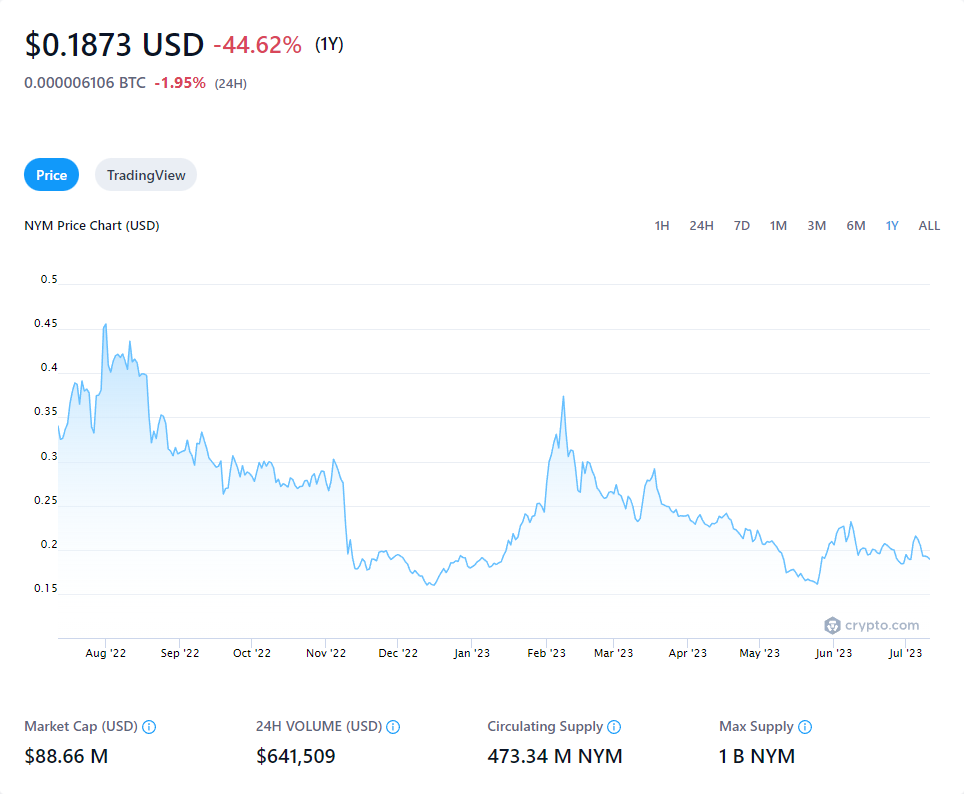 $0.1873 USD -44.62% (1Y)
0.000006106 BTC -1.95% (24H)
Price TradingView
NYM Price Chart (USD) 1H 24H 7D 1M 3M 6M 1Y ALL
0.5
0.45
0.4
0.35
0.3
0.25
0.2
0.15
crypto.com
Aug '22 Sep '22 Oct '22 Nov '22 Dec '22 Jan '23 Feb '23 Mar '23 Apr '23 May '23 Jun '23 Jul '23
Market Cap (USD) 24H VOLUME (USD) Circulating Supply Max Supply
$88.66 M $641,509 473.34 M NYM 1 B NYM